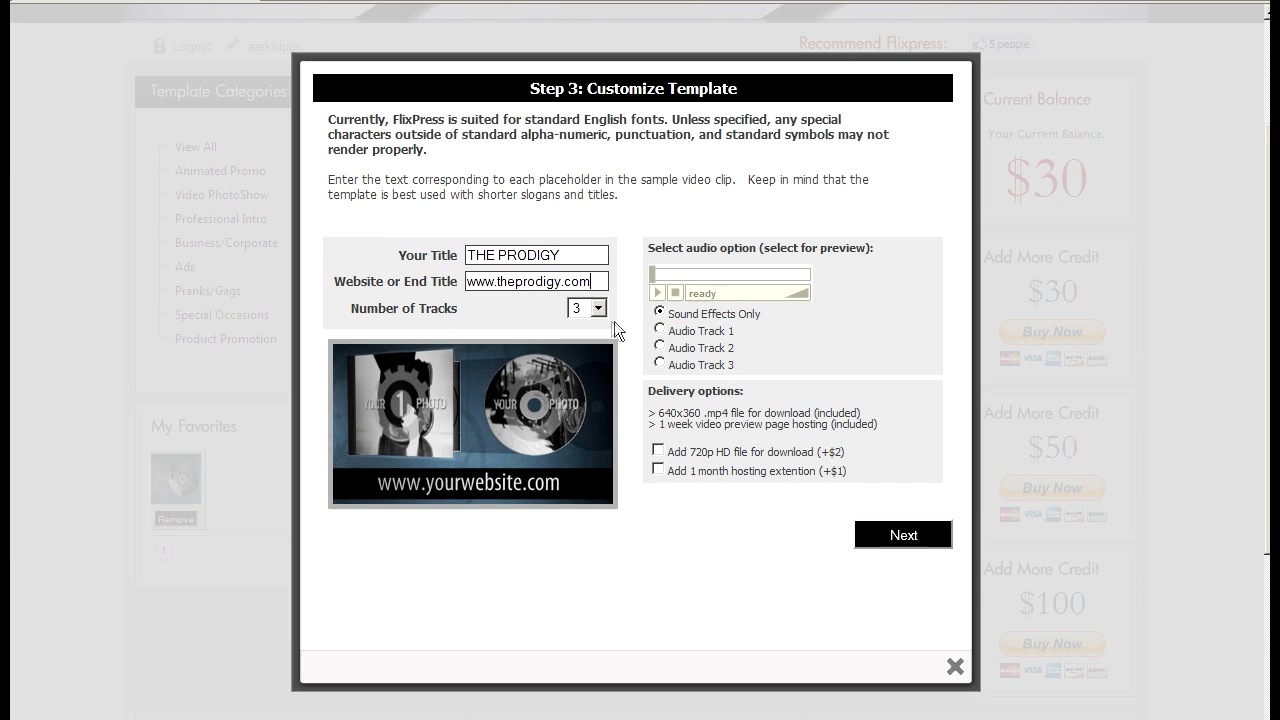 Logout
aarkhipov
Recommend Flixpress:
5 people
Template Categories
View All
Animated Promo
Video PhotoShow
Professional Intro
Business/Corporate
Ads
Pranks/Gags
Special Occasions
Product Promotion
My Favorites
Remove
1
Step 3: Customize Template
Currently, FlixPress is suited for standard English fonts. Unless specified, any special
characters outside of standard alpha-numeric, punctuation, and standard symbols may not
render properly.
Enter the text corresponding to each placeholder in the sample video clip. Keep in mind that the
template is best used with shorter slogans and titles.
Your Title THE PRODIGY
Website or End Title www.theprodigy.com
Number of Tracks 3
YOUR 1 PHOTO
YOUR PHOTO
www.yourwebsite.com
Select audio option (select for preview):
ready
Sound Effects Only
Audio Track 1
Audio Track 2
Audio Track 3
Delivery options:
> 640x360 .mp4 file for download (included)
> 1 week video preview page hosting (included)
Add 720p HD file for download (+$2)
Add 1 month hosting extention (+$1)
Next
Current Balance
Your Current Balance:
$30
Add More Credit
$30
Buy Now
Add More Credit
$50
Buy Now
Add More Credit
$100
Buy Now